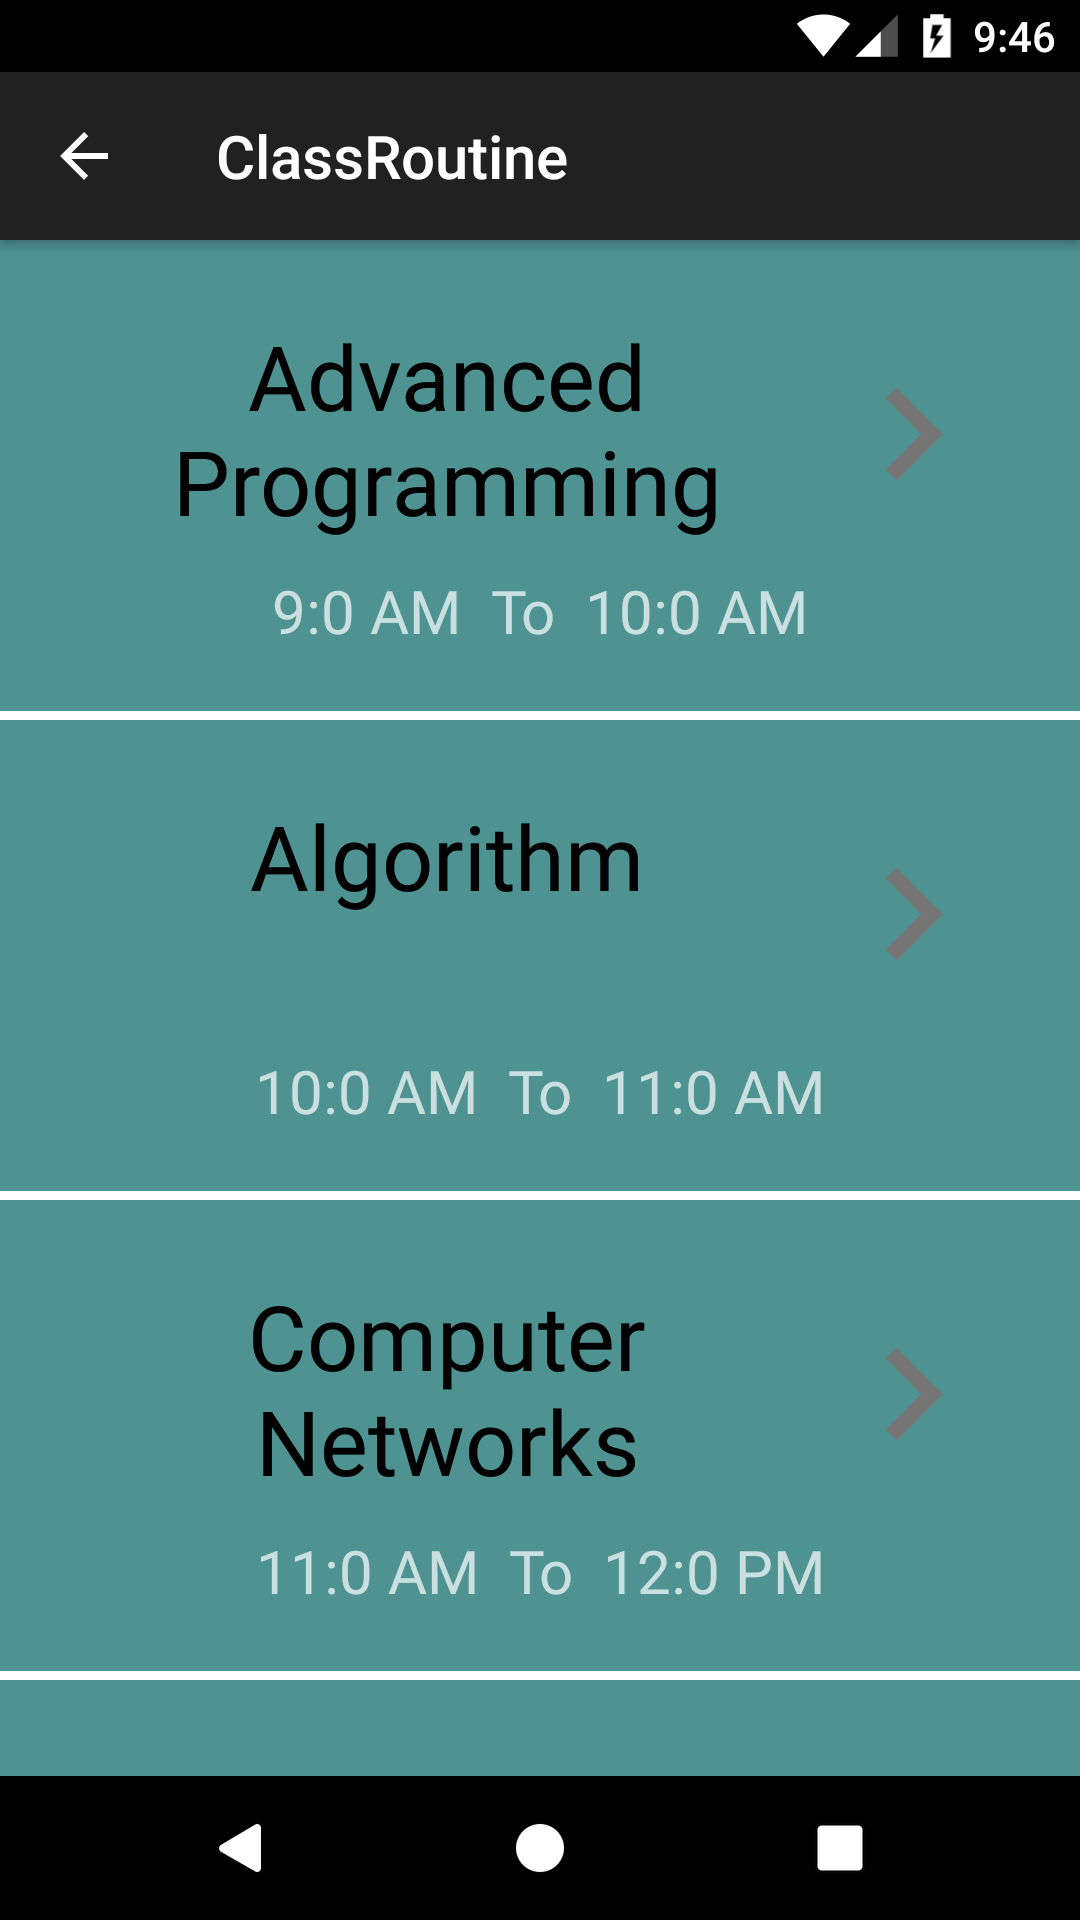 9:46
ClassRoutine
Advanced
Programming
9:0 AM To 10:0 AM
Algorithm
10:0 AM To 11:0 AM
Computer
Networks
11:0 AM To 12:0 PM